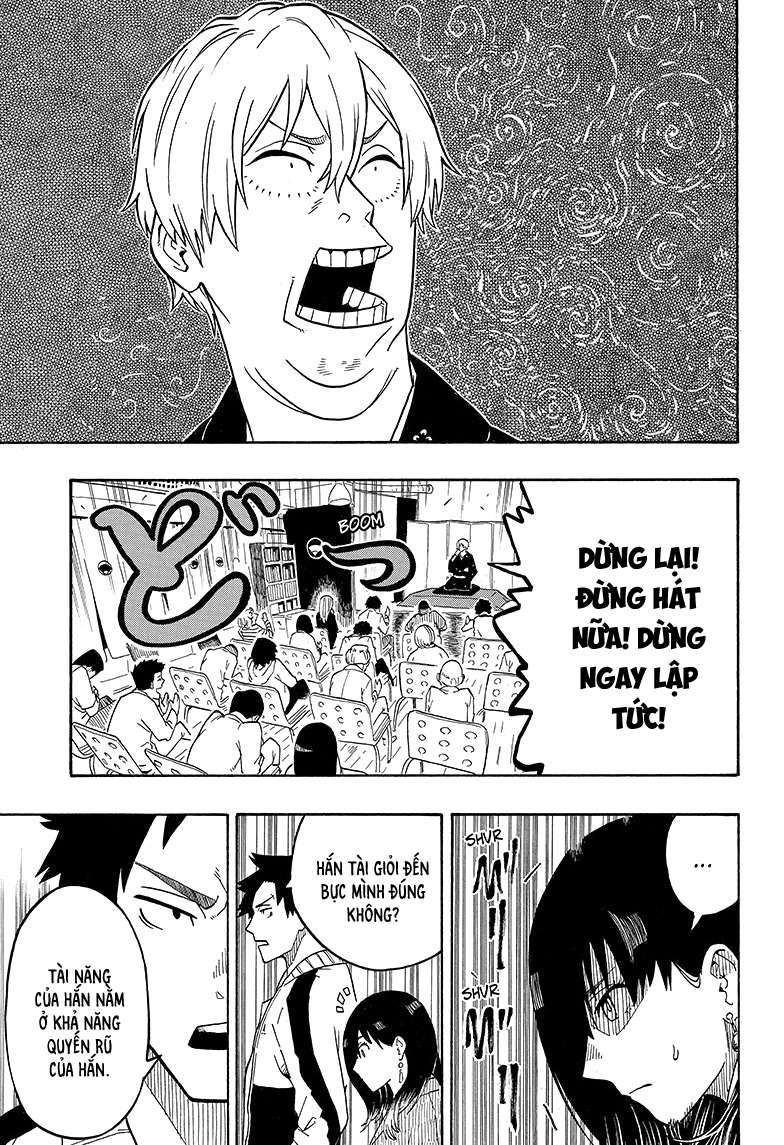 どぅっ
BOOM
DỪNG LẠI!
ĐỪNG HÁT
NỮA! DỪNG
NGAY LẬP
TỨC!
...
SHVR
SHVR
HẮN TÀI GIỎI ĐẾN
BỰC MÌNH ĐÚNG
KHÔNG?
TÀI NĂNG
CỦA HẮN NẰM
Ở KHẢ NĂNG
QUYẾN RŨ
CỦA HẮN.